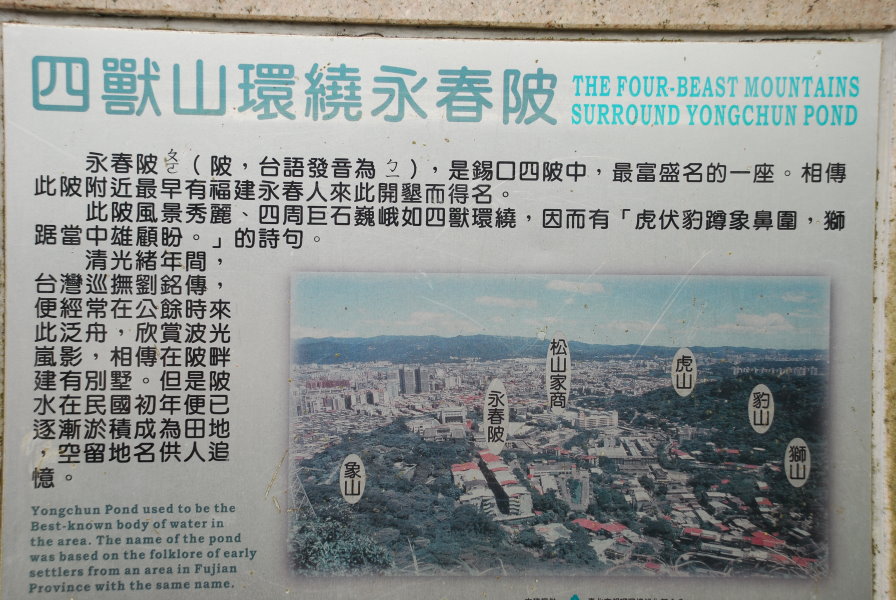 四獸山環繞永春陂
THE FOUR-BEAST MOUNTAINS
SURROUND YONGCHUN POND
永春陂ㄆㄛ（陂，台語發音為ㄅㄧ），是錫口四陂中，最富盛名的一座。相傳
此陂附近最早有福建永春人來此開墾而得名。
此陂風景秀麗、四周巨石巍峨如四獸環繞，因而有「虎伏豹蹲象鼻圍，獅
踞當中雄顧盼。」的詩句。
清光緒年間，
台灣巡撫劉銘傳，
便經常在公餘時來
此泛舟，欣賞波光
嵐影，相傳在陂畔
建有別墅。但是陂
水在民國初年便已
逐漸淤積成為田地
，空留地名供人追
憶。
Yongchun Pond used to be the
Best-known body of water in
the area. The name of the pond
was based on the folklore of early
settlers from an area in Fujian
Province with the same name.
象山
永春陂
松山家商
虎山
豹山
獅山